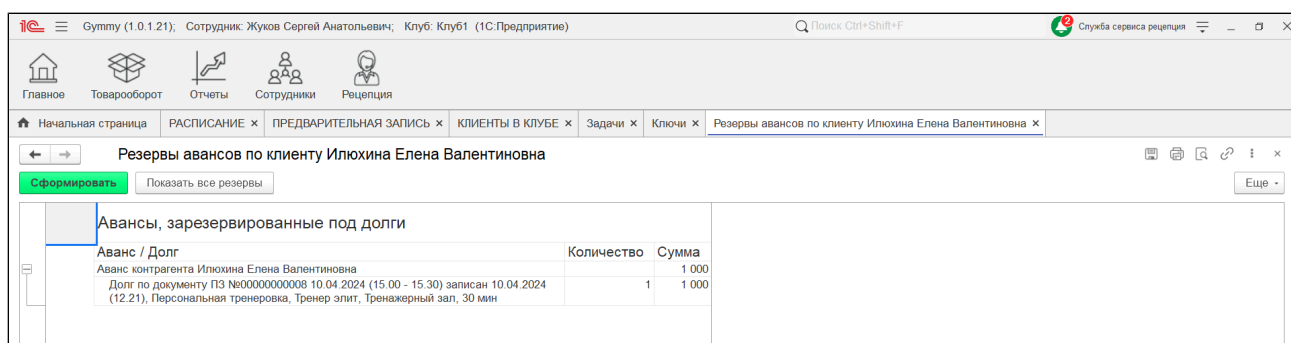 1С Gymmy (1.0.1.21); Сотрудник: Жуков Сергей Анатольевич; Клуб: Клуб1 (1С:Предприятие) Поиск Ctrl+Shift+F 2 Служба сервиса рецепция
Главное Товарооборот Отчеты Сотрудники Рецепция
Начальная страница РАСПИСАНИЕ × ПРЕДВАРИТЕЛЬНАЯ ЗАПИСЬ × КЛИЕНТЫ В КЛУБЕ × Задачи × Ключи × Резервы авансов по клиенту Илюхина Елена Валентиновна ×
Резервы авансов по клиенту Илюхина Елена Валентиновна
Сформировать Показать все резервы Еще
Авансы, зарезервированные под долги
Аванс / Долг Количество Сумма
Аванс контрагента Илюхина Елена Валентиновна 1 000
Долг по документу ПЗ №00000000008 10.04.2024 (15.00 - 15.30) записан 10.04.2024 1 1 000
(12.21), Персональная тренеровка, Тренер элит, Тренажерный зал, 30 мин